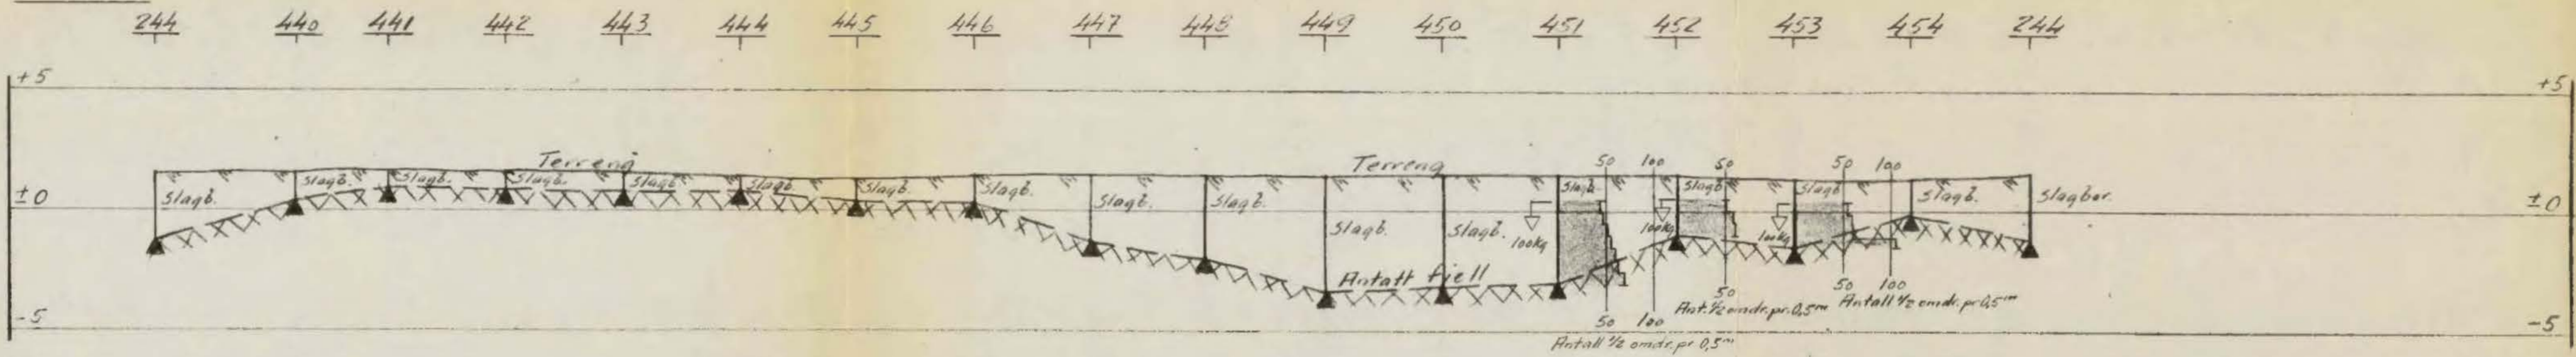 244 440 441 442 443 444 445 446 447 448 449 450 451 452 453 454 244
+5 +5
Terreng Terreng 50 100 50 50 100
Slagb. Slagb. Slagb. Slagb. Slagb. Slagb. Slagb. Slagb. Slagb. Slagb. Slagb. Slagb. Slagb. Slagb. Slagb. Slagb. Slagbor.
±0 ±0
100kg 100kg 100kg
Antatt fjell
50 50 100
Ant. 1/2 omdr. pr. 0,5m Antall 1/2 omdr. pr 0,5m
-5 50 100 -5
Antall 1/2 omdr. pr 0,5m